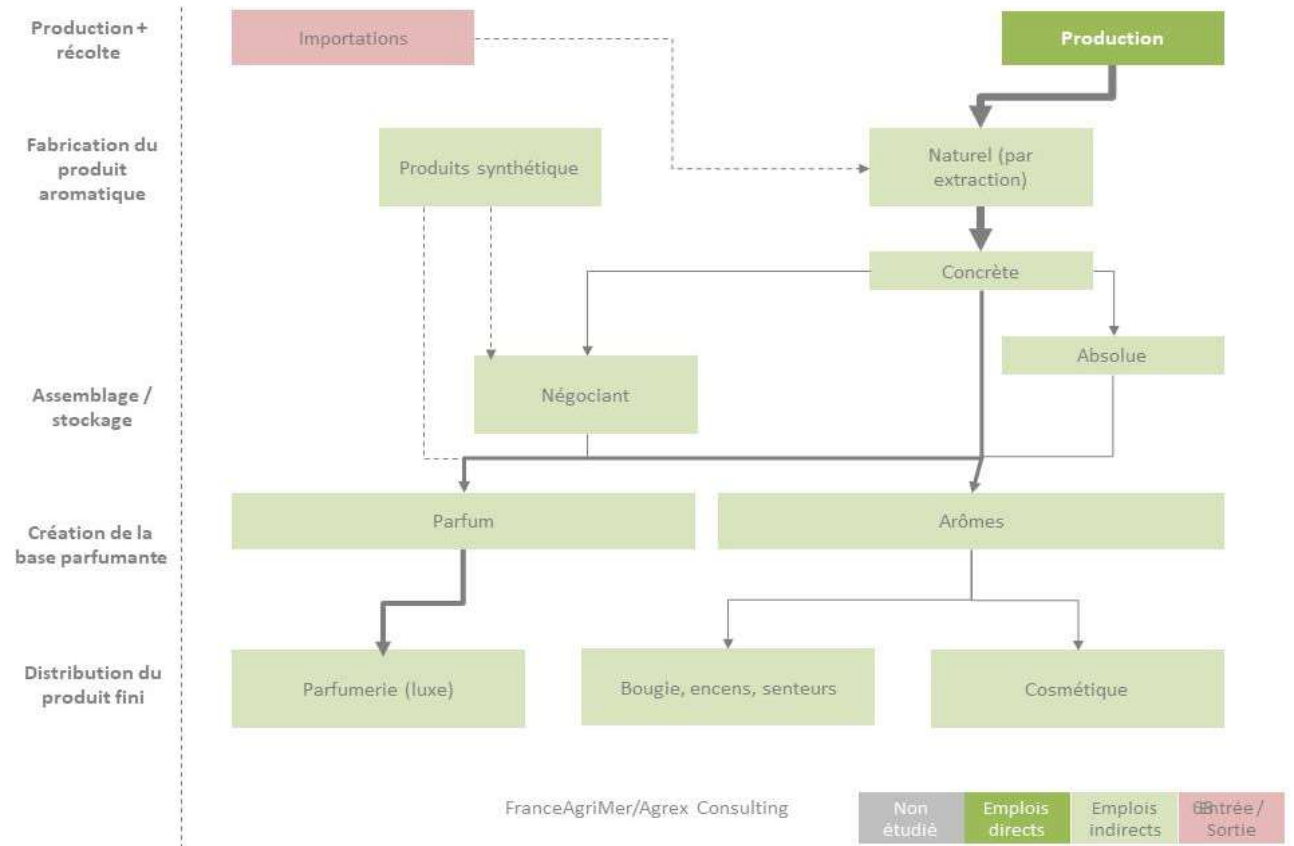 Production +
récolte
Importations
Production
Fabrication du
produit
aromatique
Produits synthétique
Naturel (par
extraction)
Concrète
Absolue
Assemblage /
stockage
Négociant
Création de la
base parfumante
Parfum
Arômes
Distribution du
produit fini
Parfumerie (luxe)
Bougie, encens, senteurs
Cosmétique
FranceAgriMer/Agrex Consulting
Non
étudié
Emplois
directs
Emplois
indirects
Entrée /
Sortie